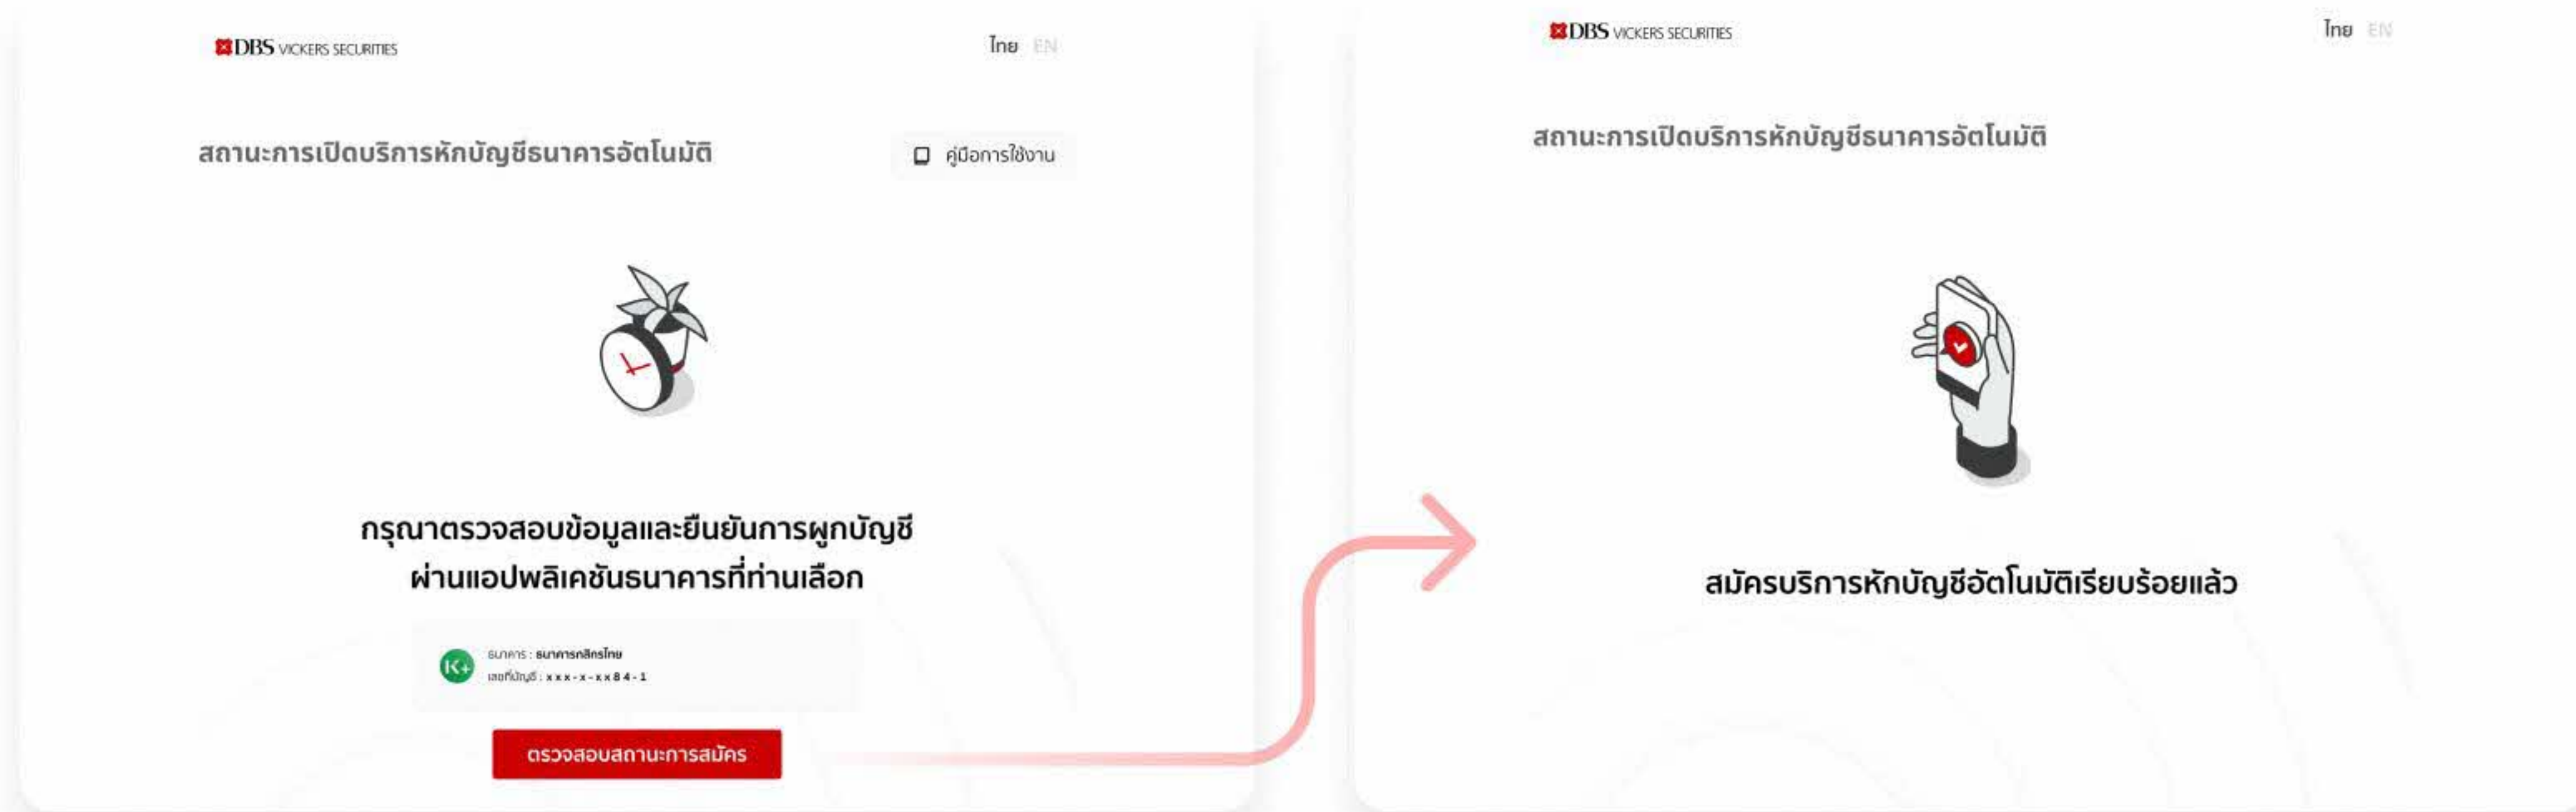 DBS VICKERS SECURITIES
ไทย EN
สถานะการเปิดบริการหักบัญชีธนาคารอัตโนมัติ
คู่มือการใช้งาน
กรุณาตรวจสอบข้อมูลและยืนยันการผูกบัญชี
ผ่านแอปพลิเคชันธนาคารที่ท่านเลือก
K+
ธนาคาร : ธนาคารกสิกรไทย
เลขที่บัญชี : x x x - x - x x 8 4 - 1
ตรวจสอบสถานะการสมัคร
DBS VICKERS SECURITIES
ไทย EN
สถานะการเปิดบริการหักบัญชีธนาคารอัตโนมัติ
สมัครบริการหักบัญชีอัตโนมัติเรียบร้อยแล้ว